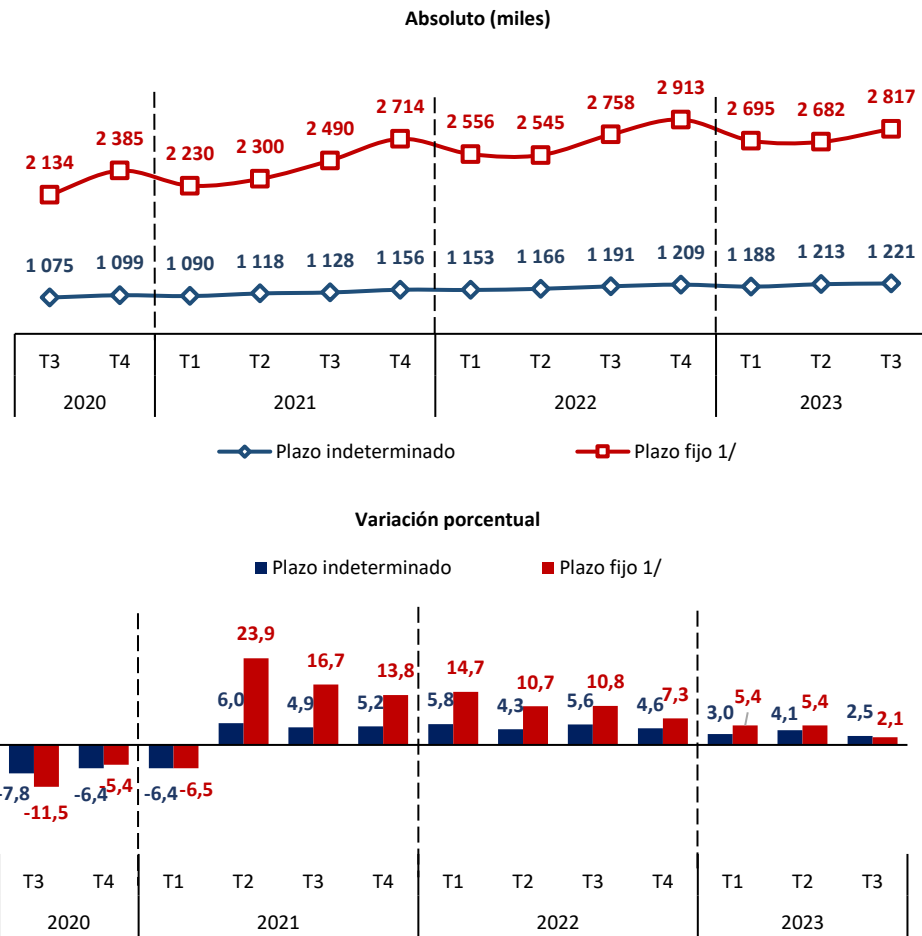 Absoluto (miles)
2 134 2 385 2 230 2 300 2 490 2 714 2 556 2 545 2 758 2 913 2 695 2 682 2 817
1 075 1 099 1 090 1 118 1 128 1 156 1 153 1 166 1 191 1 209 1 188 1 213 1 221
T3 T4 T1 T2 T3 T4 T1 T2 T3 T4 T1 T2 T3
2020 2021 2022 2023
Plazo indeterminado Plazo fijo 1/
Variación porcentual
Plazo indeterminado Plazo fijo 1/
6,0 23,9 4,9 16,7 5,2 13,8 5,8 14,7 4,3 10,7 5,6 10,8 4,6 7,3 3,0 5,4 4,1 5,4 2,5 2,1
-7,8 -11,5 -6,4 -5,4 -6,4 -6,5
T3 T4 T1 T2 T3 T4 T1 T2 T3 T4 T1 T2 T3
2020 2021 2022 2023